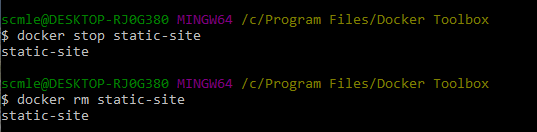 scmle@DESKTOP-RJ0G380 MINGW64 /c/Program Files/Docker Toolbox
$ docker stop static-site
static-site
scmle@DESKTOP-RJ0G380 MINGW64 /c/Program Files/Docker Toolbox
$ docker rm static-site
static-site